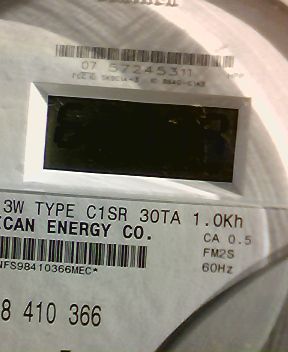 07 57245311
3W TYPE C1SR 30TA 1.0Kh
ICAN ENERGY CO.
CA 0.5
FM2S
60Hz
NFS98410366MEC*
8 410 366